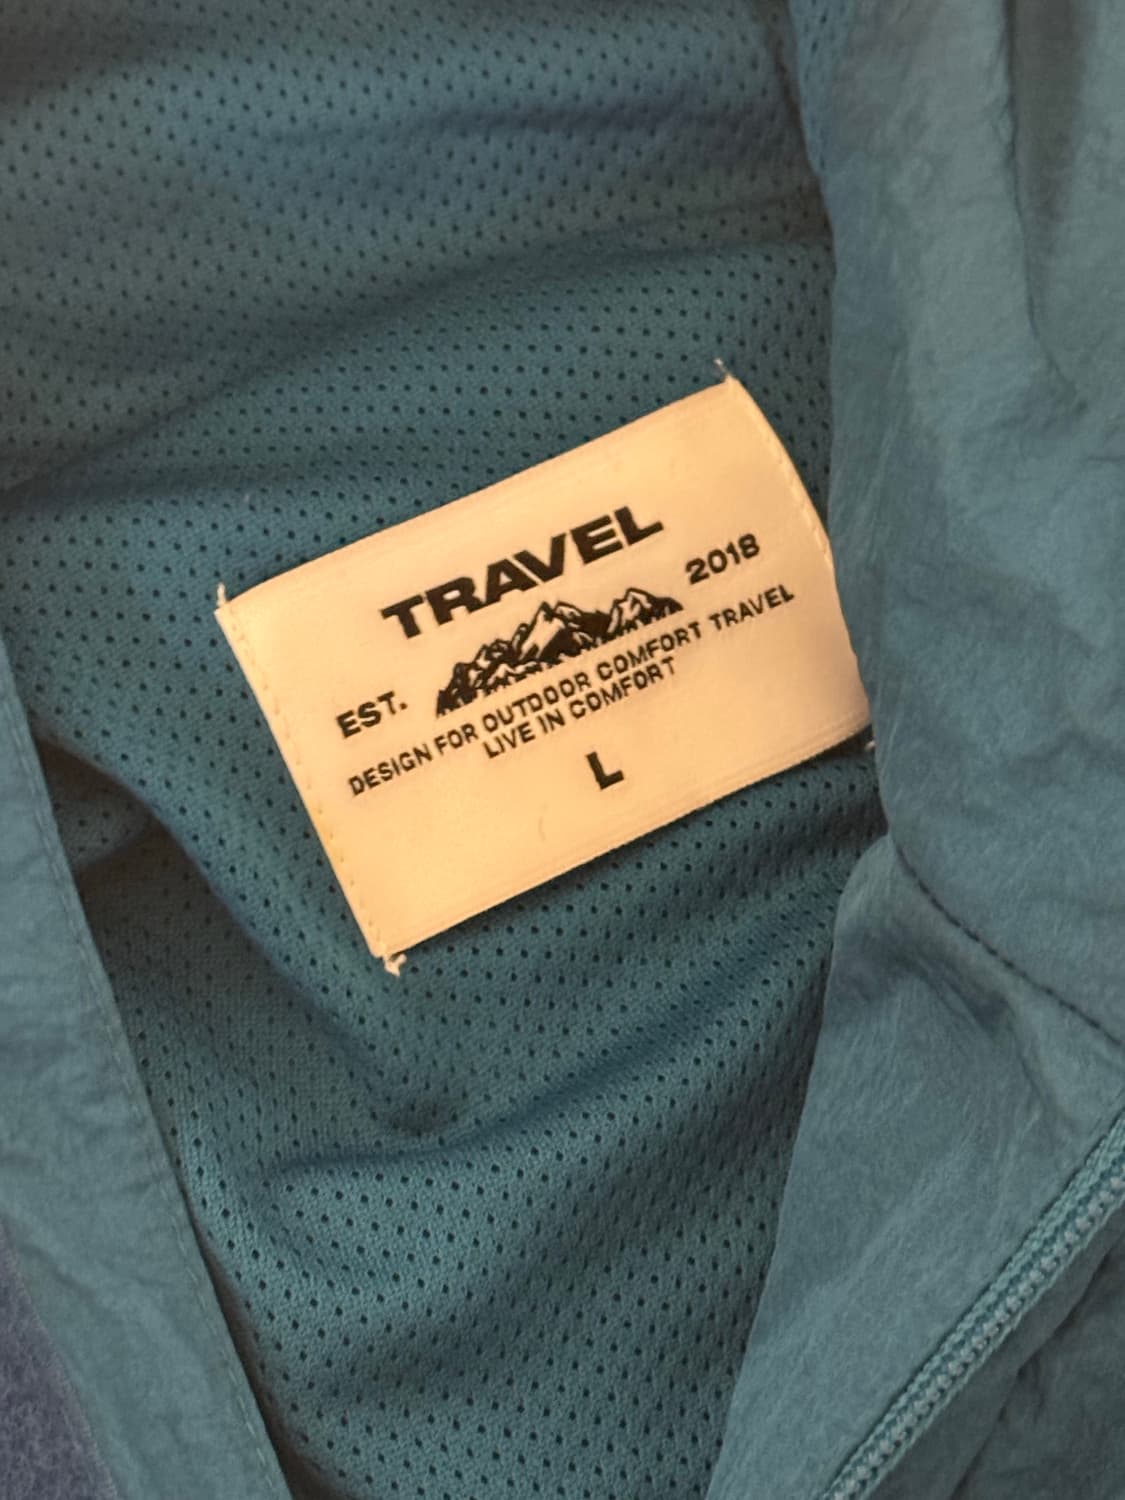 TRAVEL
EST. 2018
DESIGN FOR OUTDOOR COMFORT TRAVEL
LIVE IN COMFORT
L